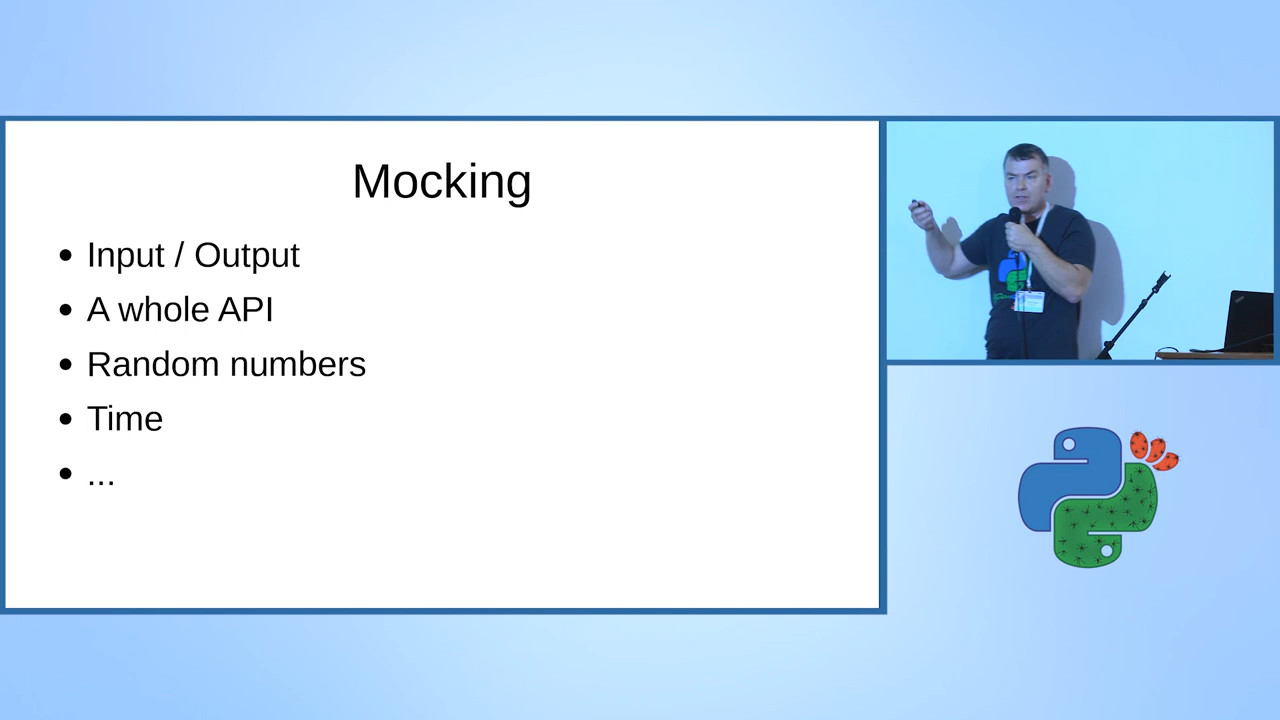 Mocking
• Input / Output
• A whole API
• Random numbers
• Time
• ...